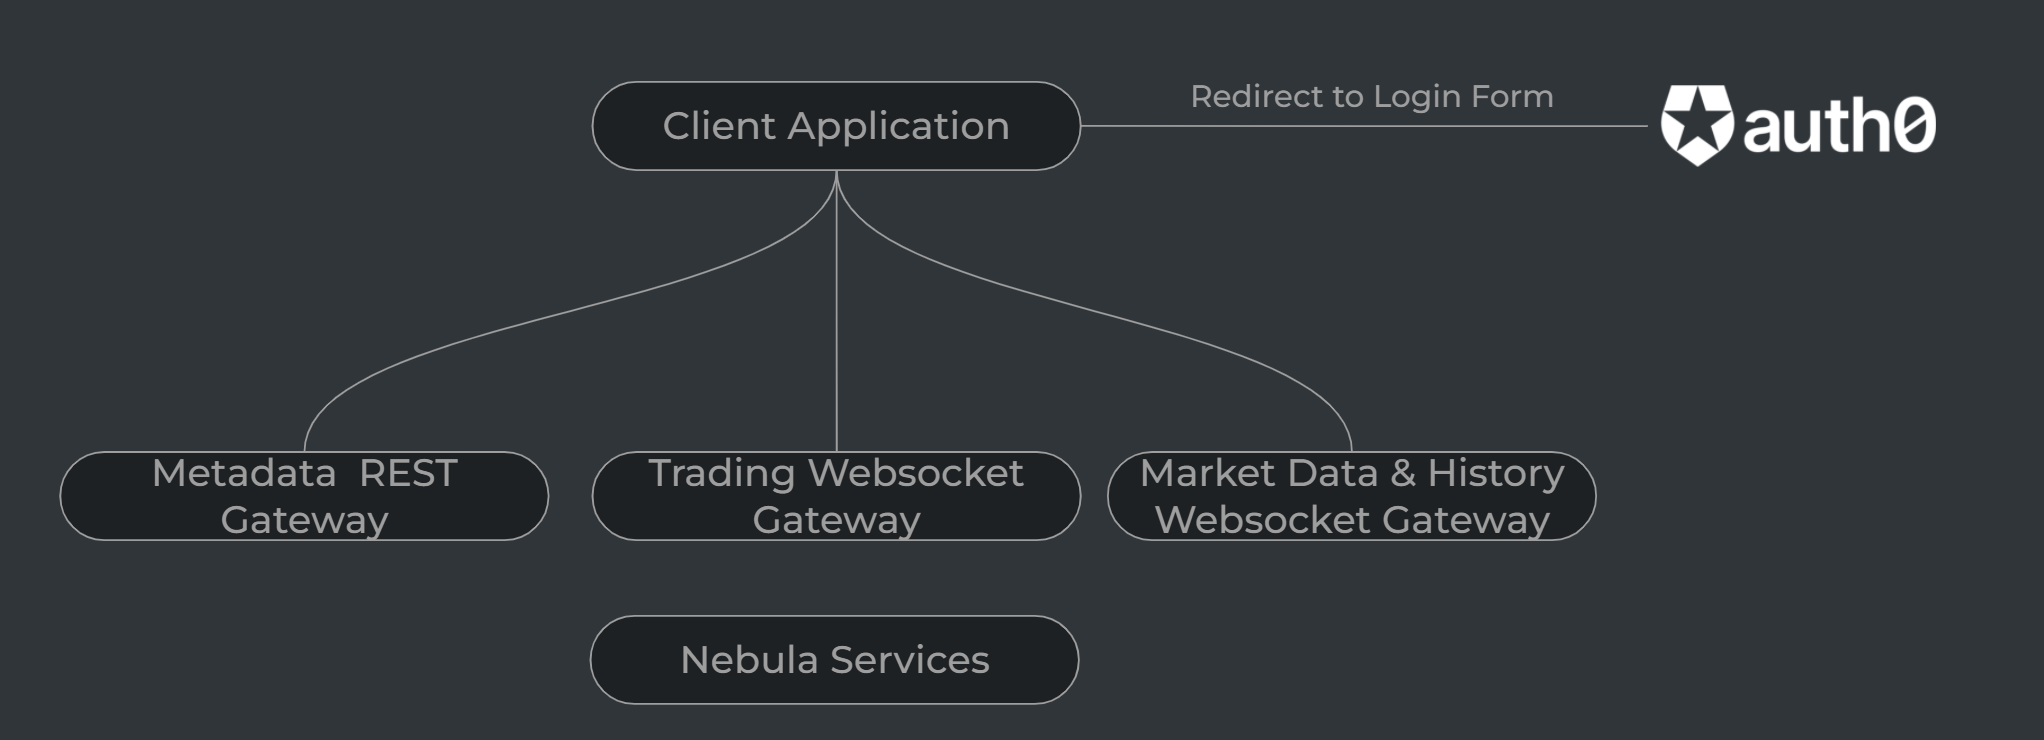 Client Application
Redirect to Login Form
auth0
Metadata  REST
Gateway
Trading Websocket
Gateway
Market Data & History
Websocket Gateway
Nebula Services